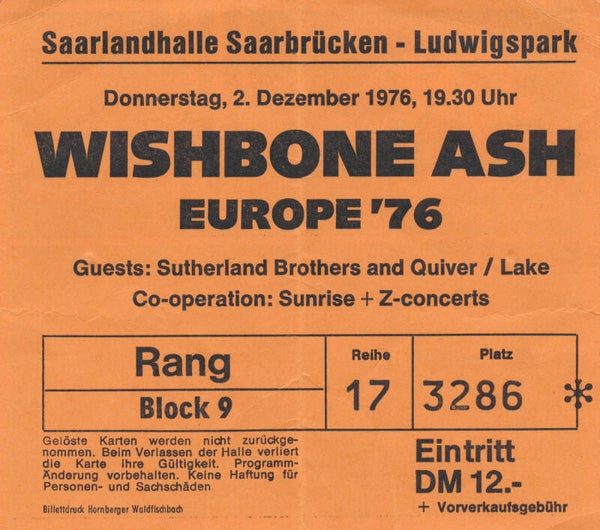 Saarlandhalle Saarbrücken - Ludwigspark
Donnerstag, 2. Dezember 1976, 19.30 Uhr
WISHBONE ASH
EUROPE '76
Guests: Sutherland Brothers and Quiver / Lake
Co-operation: Sunrise + Z-concerts
Rang
Block 9
Reihe
17
Platz
3286 *
Gelöste Karten werden nicht zurückge-
nommen. Beim Verlassen der Halle verliert
die Karte ihre Gültigkeit. Programm-
Änderung vorbehalten. Keine Haftung für
Personen- und Sachschäden
Billettdruck Hornberger Waldfischbach
Eintritt
DM 12.-
+ Vorverkaufsgebühr